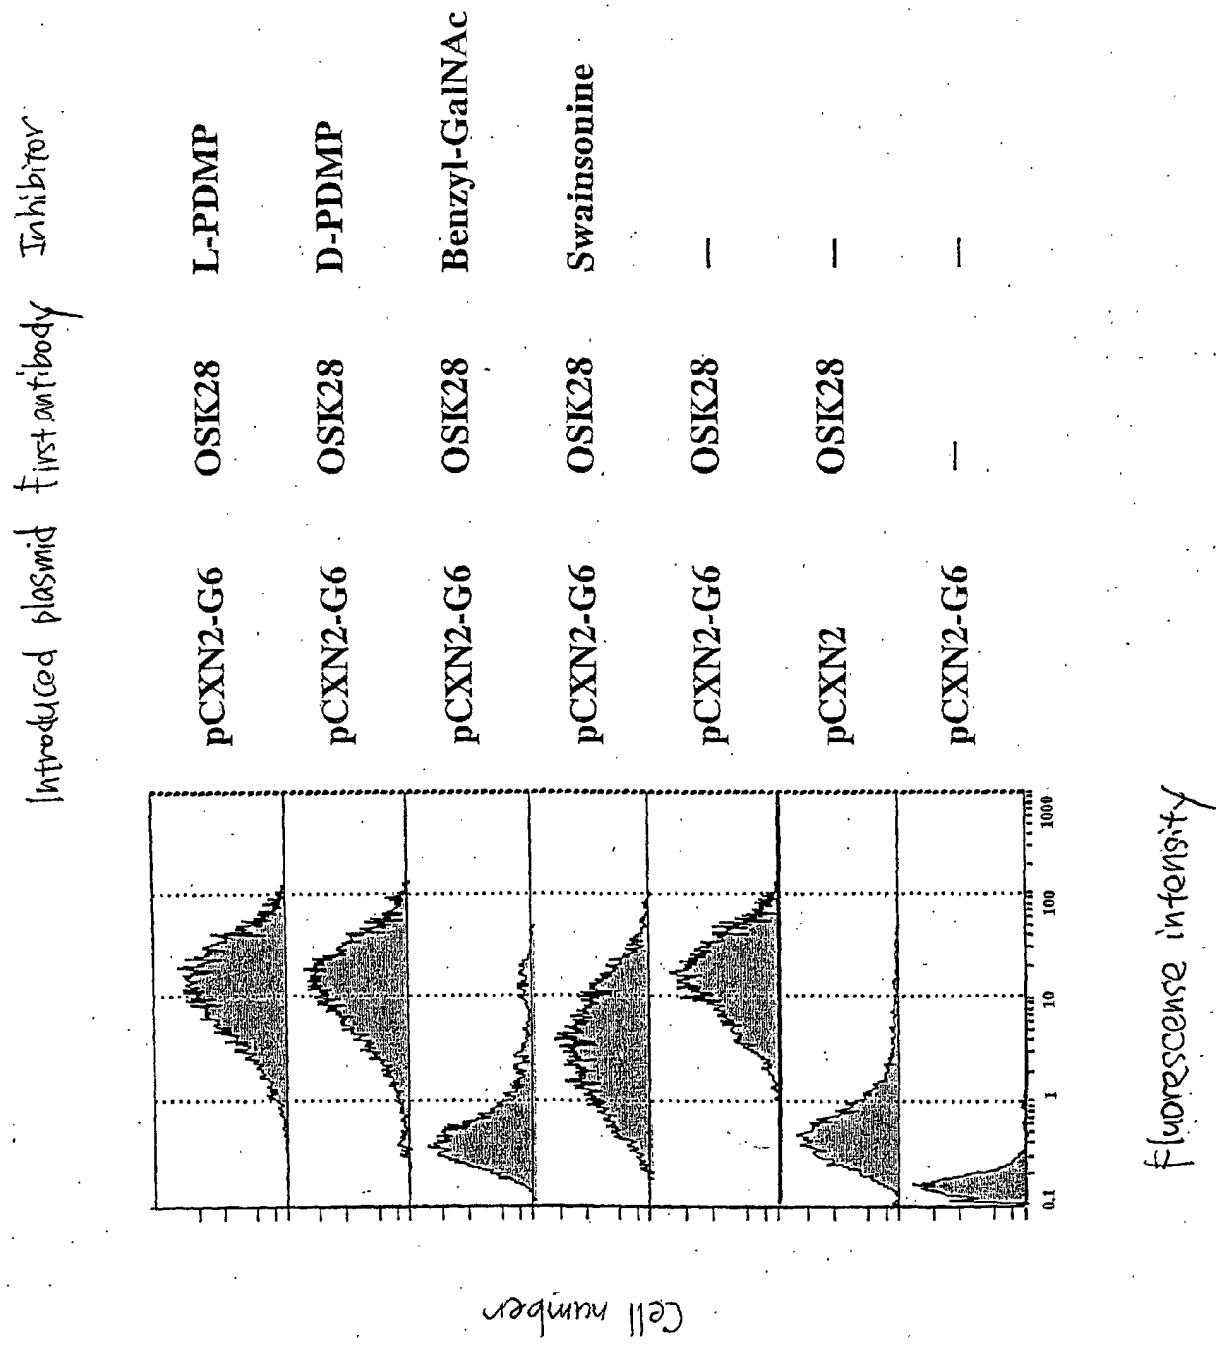 Introduced plasmid First antibody Inhibitor
pCXN2-G6 OSK28 L-PDMP
pCXN2-G6 OSK28 D-PDMP
pCXN2-G6 OSK28 Benzyl-GalNAc
pCXN2-G6 OSK28 Swainsonine
pCXN2-G6 OSK28 —
pCXN2 OSK28 —
pCXN2-G6 — —
0.1 1 10 100 1000
Fluorescense intensity
Cell number